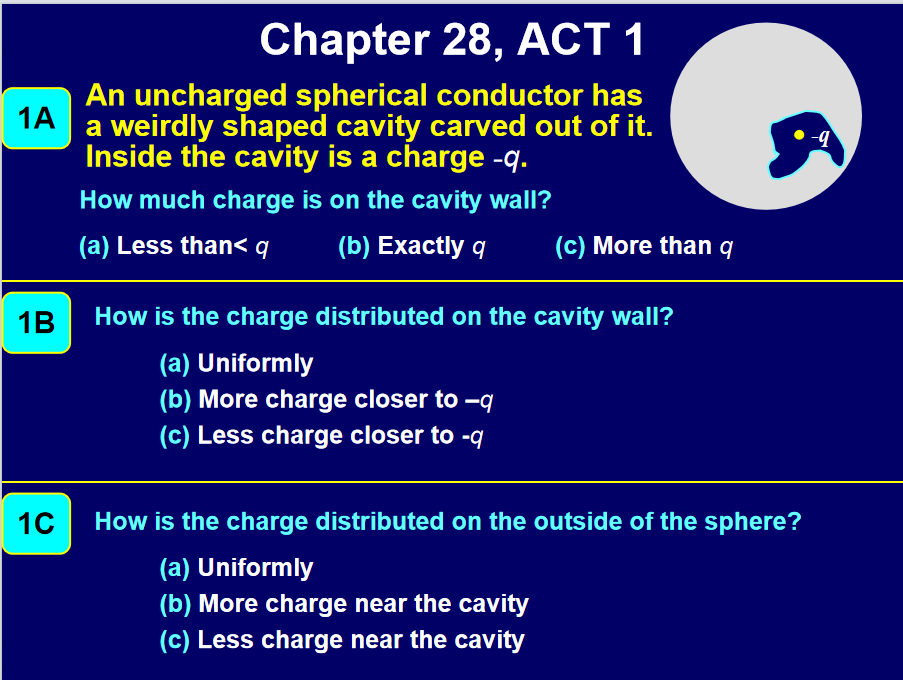 Chapter 28, ACT 1
1A
An uncharged spherical conductor has
a weirdly shaped cavity carved out of it.
Inside the cavity is a charge -q.
-q
How much charge is on the cavity wall?
(a) Less than< q (b) Exactly q (c) More than q
1B
How is the charge distributed on the cavity wall?
(a) Uniformly
(b) More charge closer to –q
(c) Less charge closer to -q
1C
How is the charge distributed on the outside of the sphere?
(a) Uniformly
(b) More charge near the cavity
(c) Less charge near the cavity